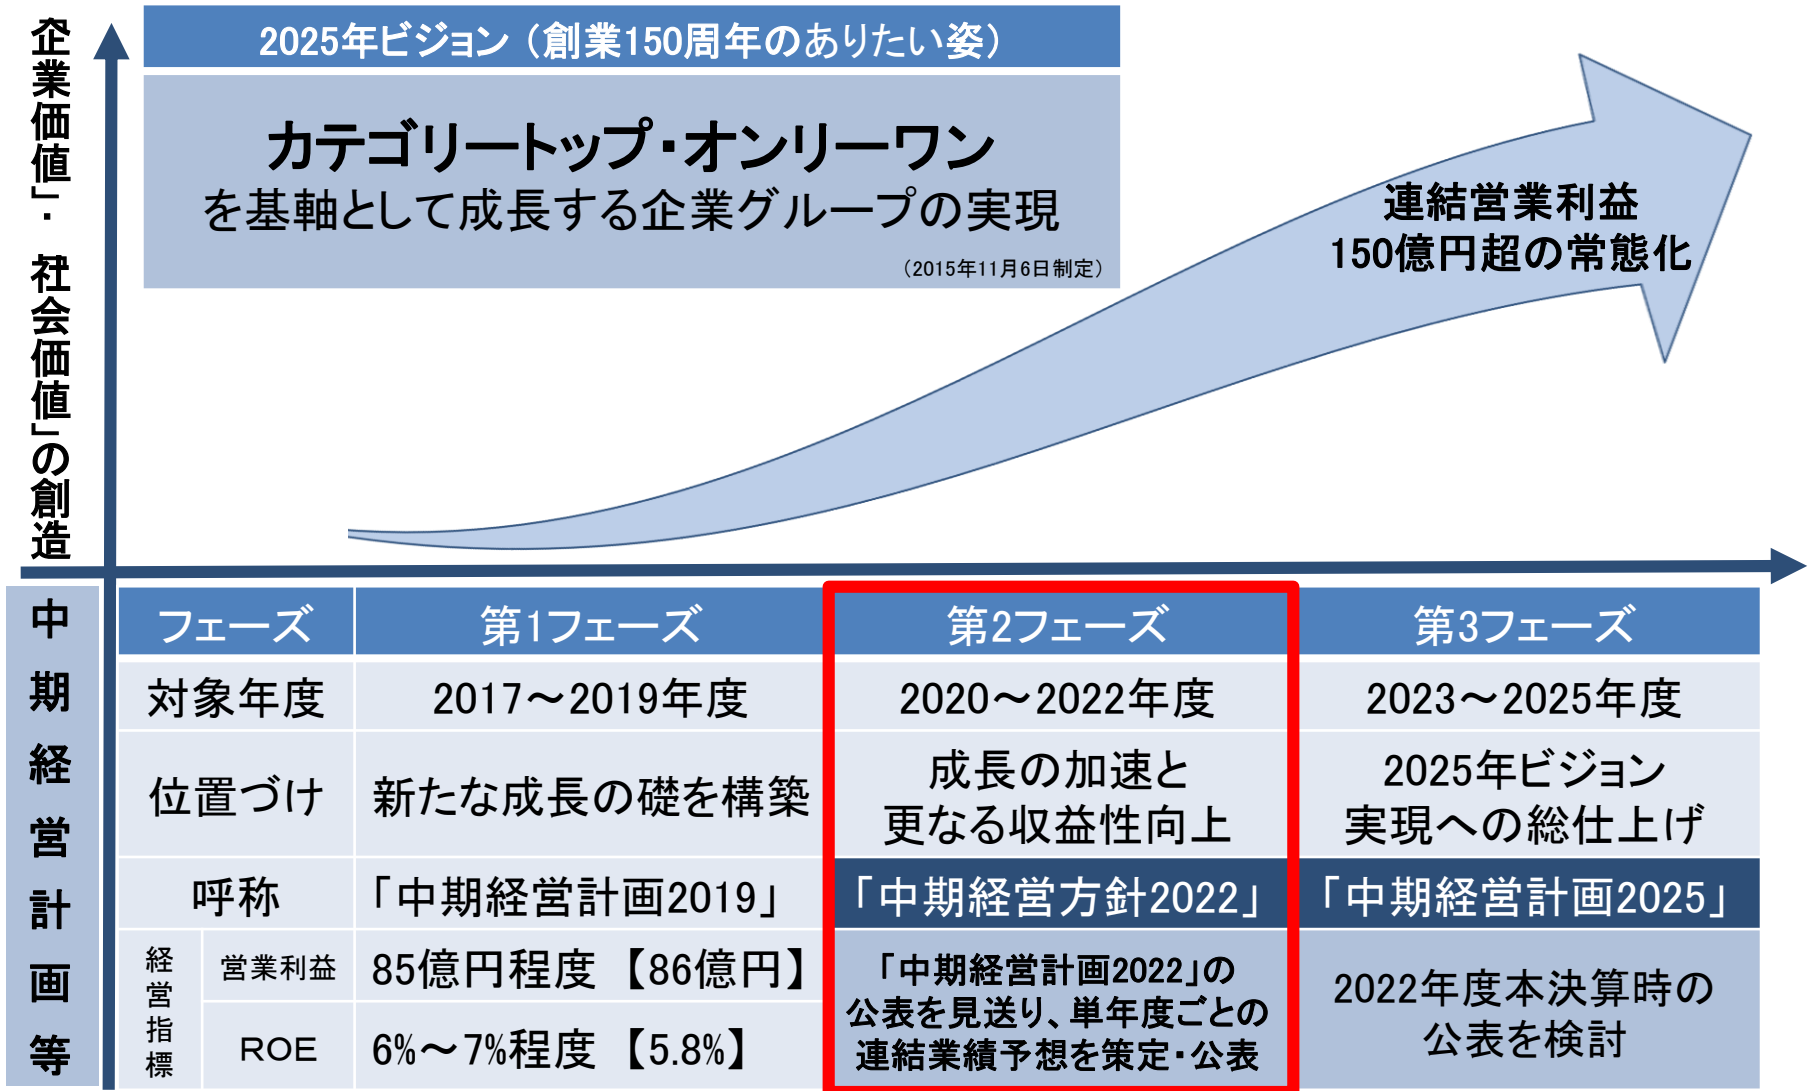 企業価値」・社会価値」の創造
2025年ビジョン（創業150周年のありたい姿）
カテゴリートップ・オンリーワン
を基軸として成長する企業グループの実現
（2015年11月6日制定）
連結営業利益
150億円超の常態化
中期経営計画等
フェーズ
第1フェーズ
第2フェーズ
第3フェーズ
対象年度
2017～2019年度
2020～2022年度
2023～2025年度
位置づけ
新たな成長の礎を構築
成長の加速と
更なる収益性向上
2025年ビジョン
実現への総仕上げ
呼称
「中期経営計画2019」
「中期経営方針2022」
「中期経営計画2025」
経営指標
営業利益
85億円程度【86億円】
ROE
6%～7%程度【5.8%】
「中期経営計画2022」の
公表を見送り、単年度ごとの
連結業績予想を策定・公表
2022年度本決算時の
公表を検討